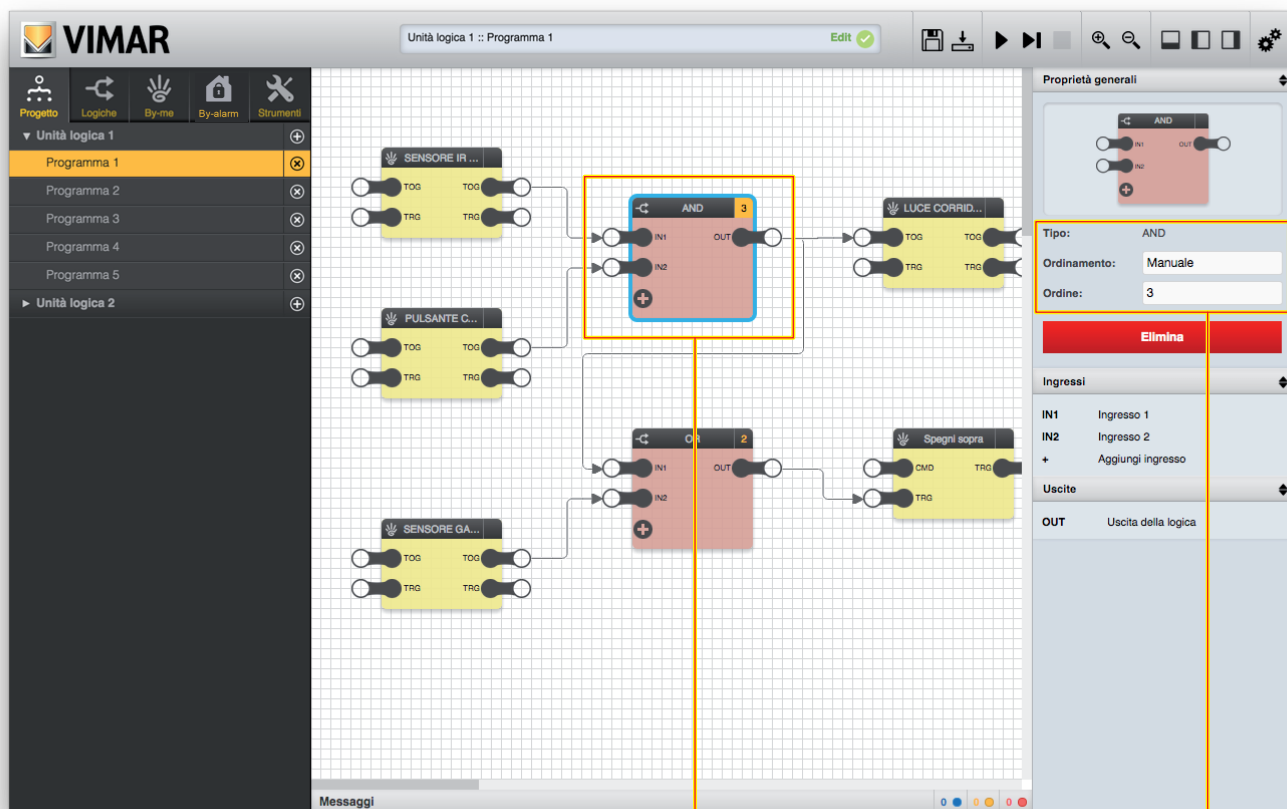 VIMAR
Unità logica 1 :: Programma 1
Edit
Progetto
Logiche
By-me
By-alarm
Strumenti
Unità logica 1
Programma 1
Programma 2
Programma 3
Programma 4
Programma 5
Unità logica 2
SENSORE IR ...
TOG TOG
TRG TRG
PULSANTE C...
TOG TOG
TRG TRG
SENSORE GA...
TOG TOG
TRG TRG
AND 3
IN1 OUT
IN2
OR 2
IN1 OUT
IN2
LUCE CORRID...
TOG TOG
TRG TRG
Spegni sopra
CMD TRG
TRG
Messaggi
0 0 0
Proprietà generali
AND
IN1 OUT
IN2
Tipo: AND
Ordinamento: Manuale
Ordine: 3
Elimina
Ingressi
IN1 Ingresso 1
IN2 Ingresso 2
+ Aggiungi ingresso
Uscite
OUT Uscita della logica